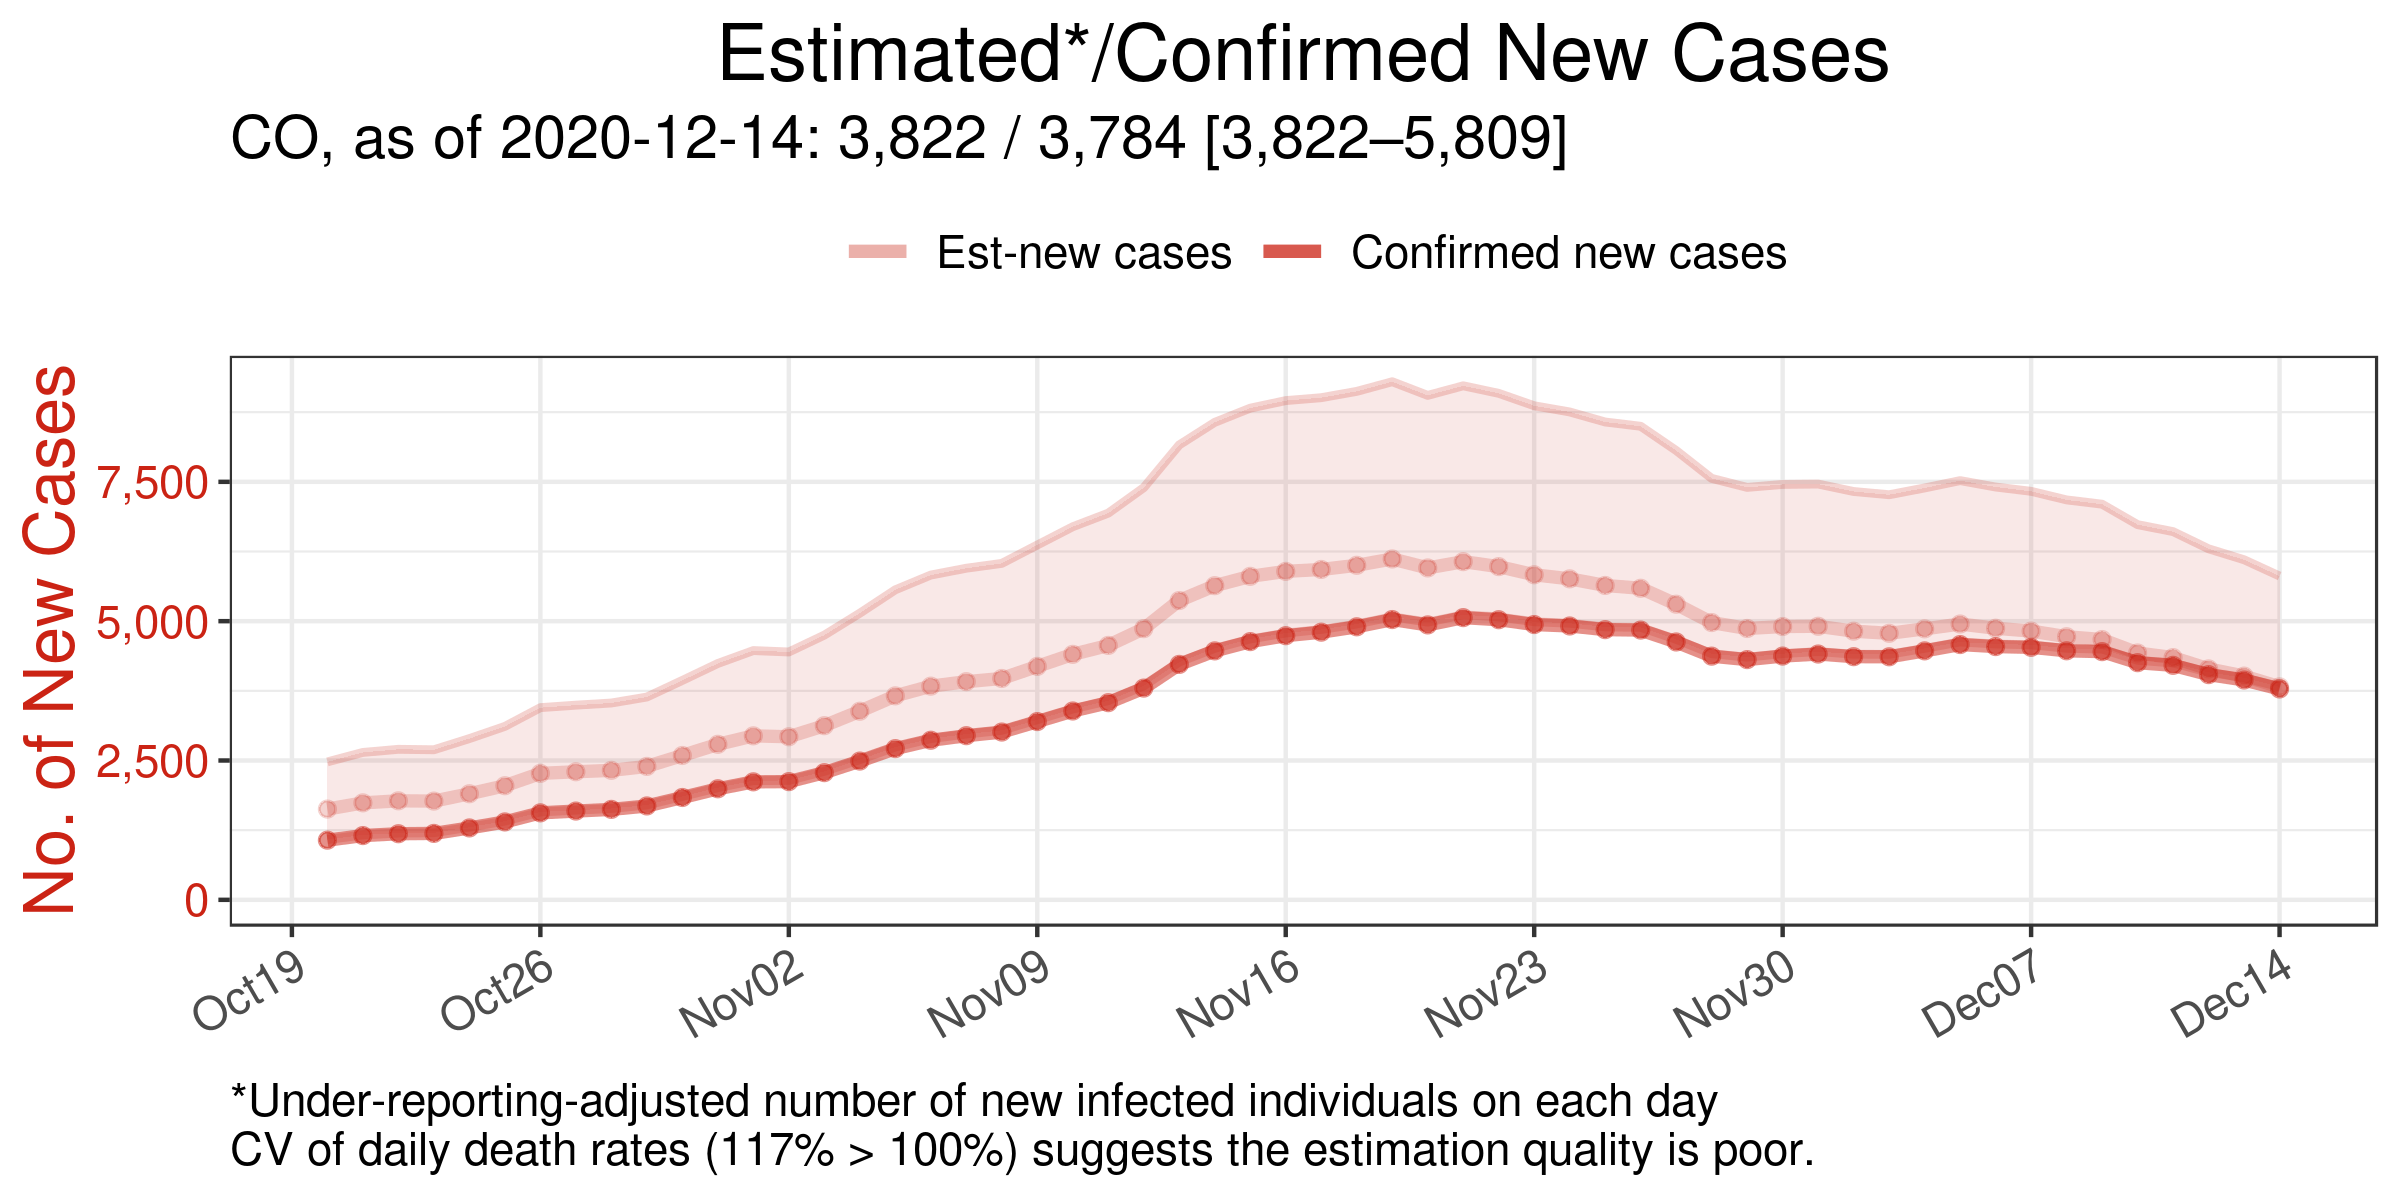 Estimated*/Confirmed New Cases
CO, as of 2020-12-14: 3,822 / 3,784 [3,822–5,809]
Est-new cases
Confirmed new cases
No. of New Cases
7,500
5,000
2,500
0
Oct19
Oct26
Nov02
Nov09
Nov16
Nov23
Nov30
Dec07
Dec14
*Under-reporting-adjusted number of new infected individuals on each day
CV of daily death rates (117% > 100%) suggests the estimation quality is poor.